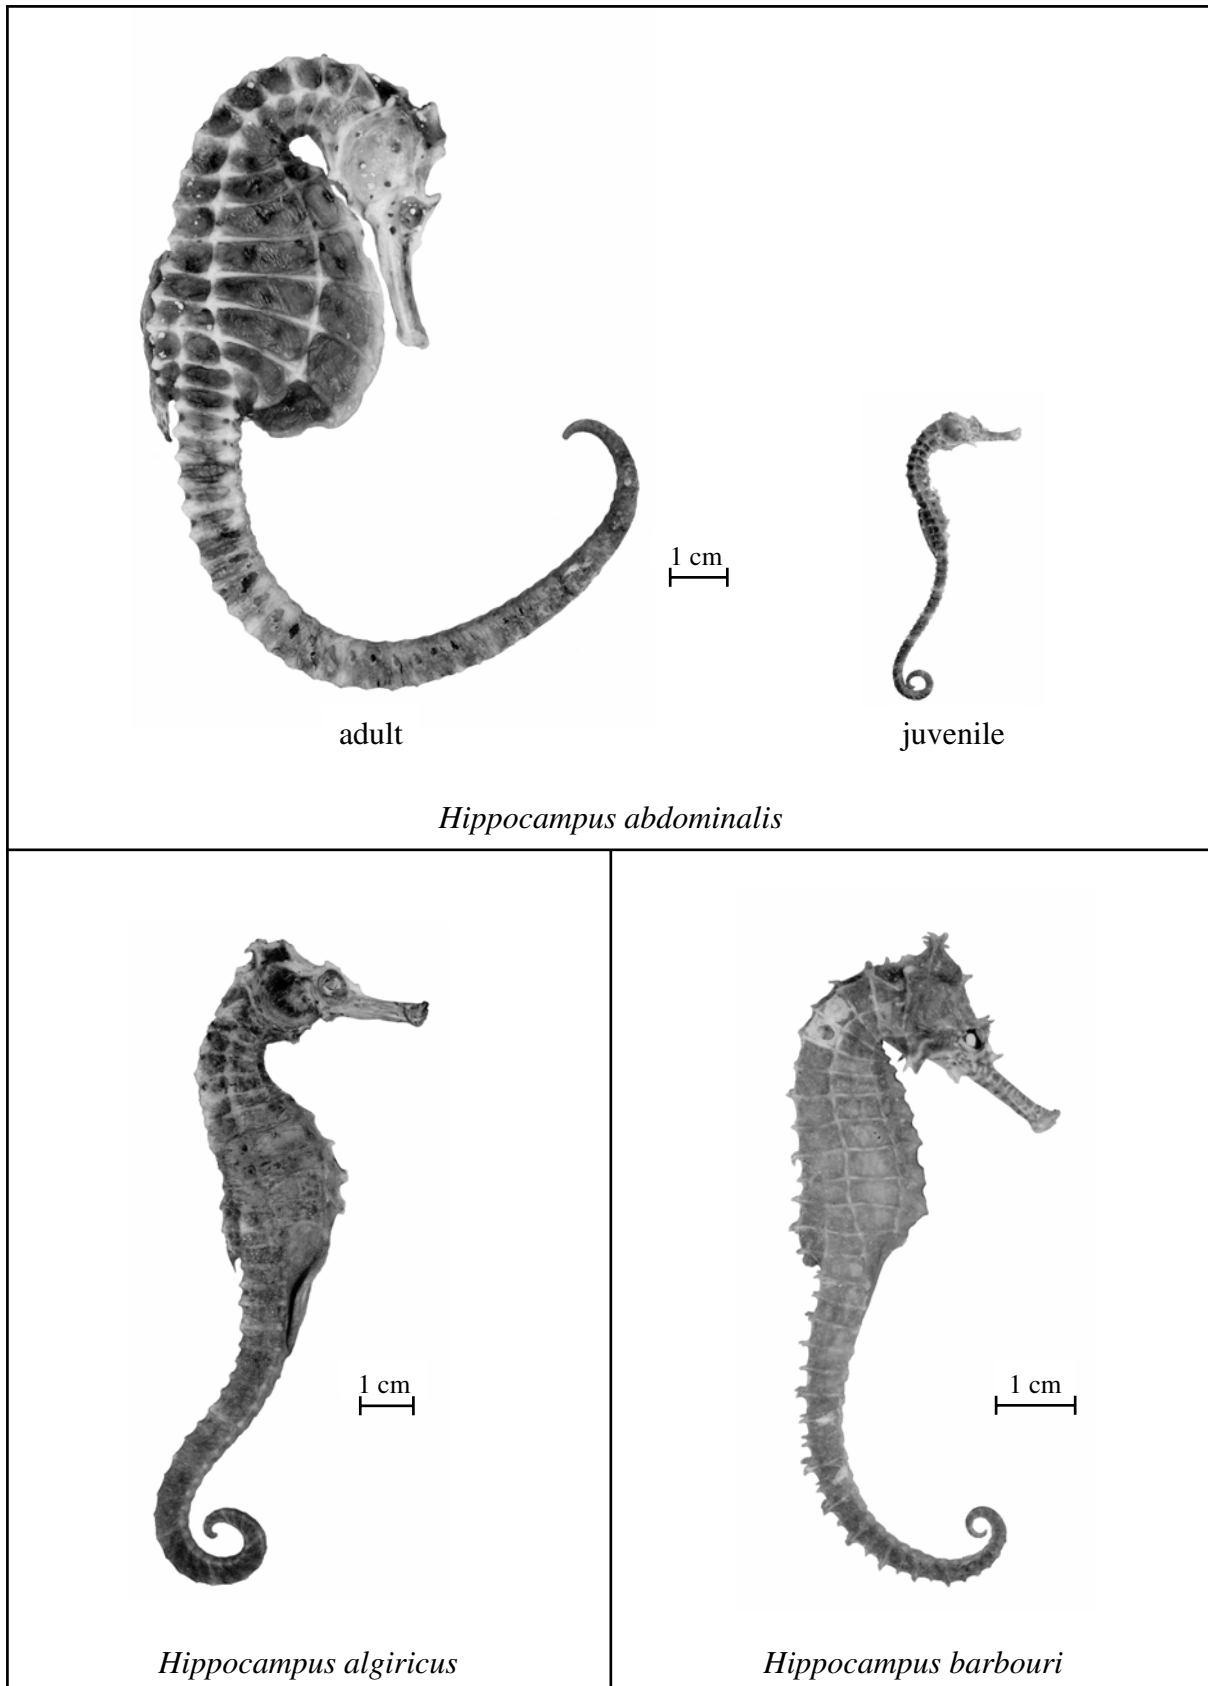 1 cm
adult
juvenile
Hippocampus abdominalis
1 cm
Hippocampus algiricus
1 cm
Hippocampus barbouri